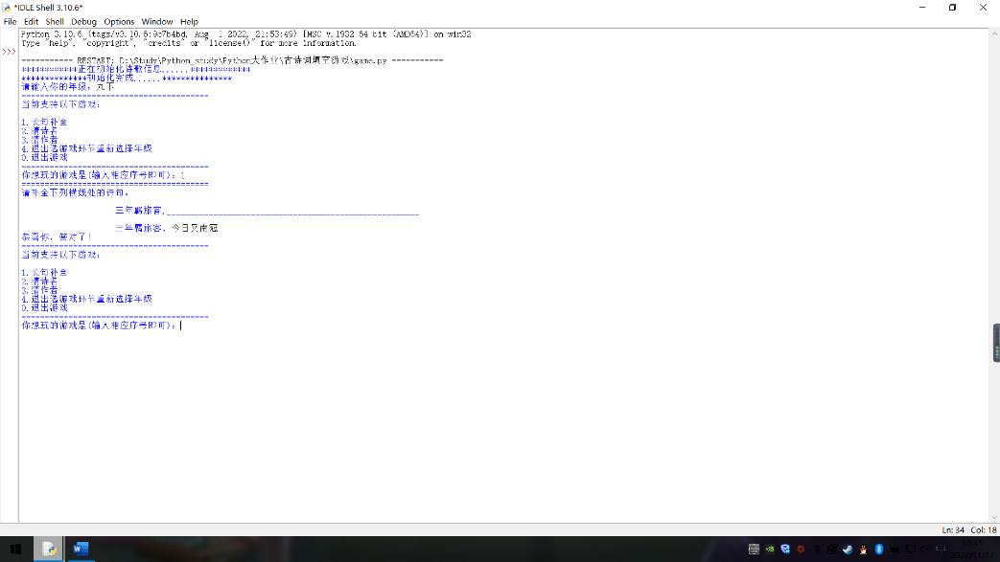 *IDLE Shell 3.10.6*
File Edit Shell Debug Options Window Help
Python 3.10.6 (tags/v3.10.6:9c7b4bd, Aug  1 2022, 21:53:49) [MSC v.1932 64 bit (AMD64)] on win32
Type "help", "copyright", "credits" or "license()" for more information.
>>>
=========== RESTART: D:\Study\Python_study\Python大作业\古诗词填空游戏\game.py ===========
************正在初始化诗歌信息......*************
**************初始化完成......***************
请输入你的年级：九下
========================================
当前支持以下游戏：
1.长句补全
2.猜诗名
3.猜作者
4.退出选游戏环节重新选择年级
0.退出游戏
========================================
你想玩的游戏是(输入相应序号即可)：1
========================================
请补全下列横线处的诗句。
三年羁旅客,______________________________________________________
三年羁旅客，今日又南冠
恭喜你，答对了！
========================================
当前支持以下游戏：
1.长句补全
2.猜诗名
3.猜作者
4.退出选游戏环节重新选择年级
0.退出游戏
========================================
你想玩的游戏是(输入相应序号即可)：
Ln: 34 Col: 18
10:45
2022/11/17